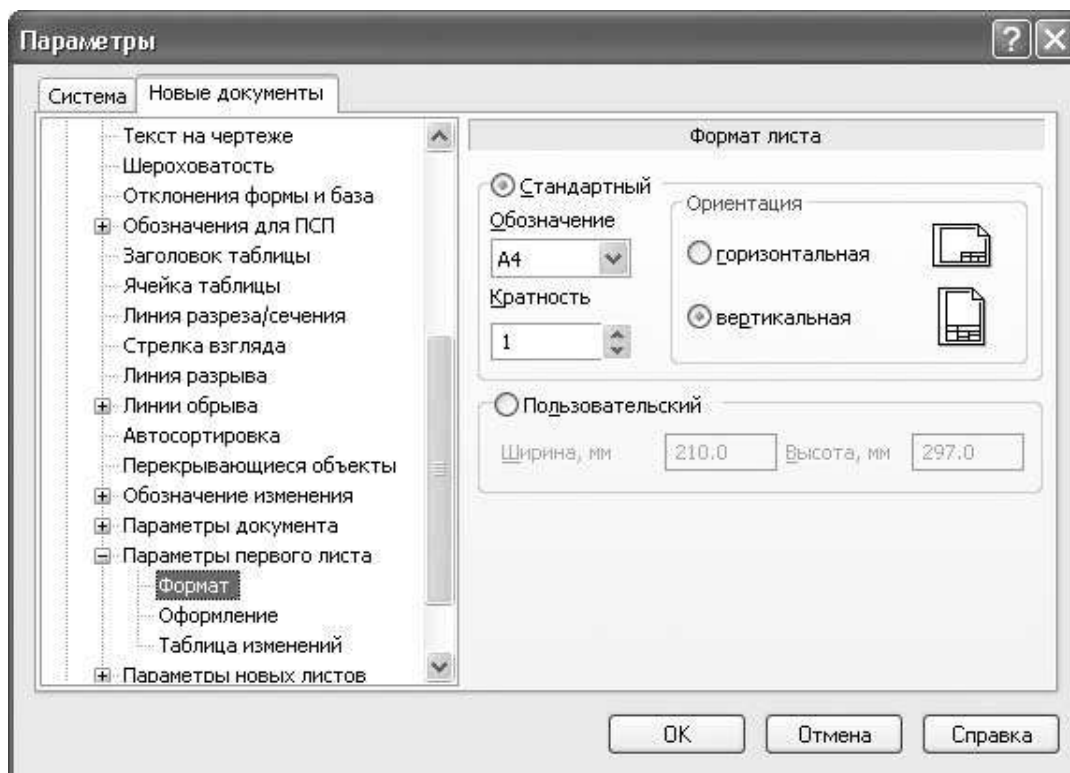 Параметры
Система
Новые документы
Текст на чертеже
Шероховатость
Отклонения формы и база
Обозначения для ПСП
Заголовок таблицы
Ячейка таблицы
Линия разреза/сечения
Стрелка взгляда
Линия разрыва
Линии обрыва
Автосортировка
Перекрывающиеся объекты
Обозначение изменения
Параметры документа
Параметры первого листа
Формат
Оформление
Таблица изменений
Параметры новых листов
Формат листа
Стандартный
Обозначение
A4
Кратность
1
Ориентация
горизонтальная
вертикальная
Пользовательский
Ширина, мм 210.0 Высота, мм 297.0
OK Отмена Справка